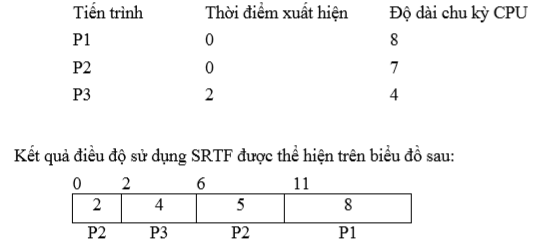 Tiến trình Thời điểm xuất hiện Độ dài chu kỳ CPU
P1 0 8
P2 0 7
P3 2 4
Kết quả điều độ sử dụng SRTF được thể hiện trên biểu đồ sau:
0 2 6 11
2 4 5 8
P2 P3 P2 P1